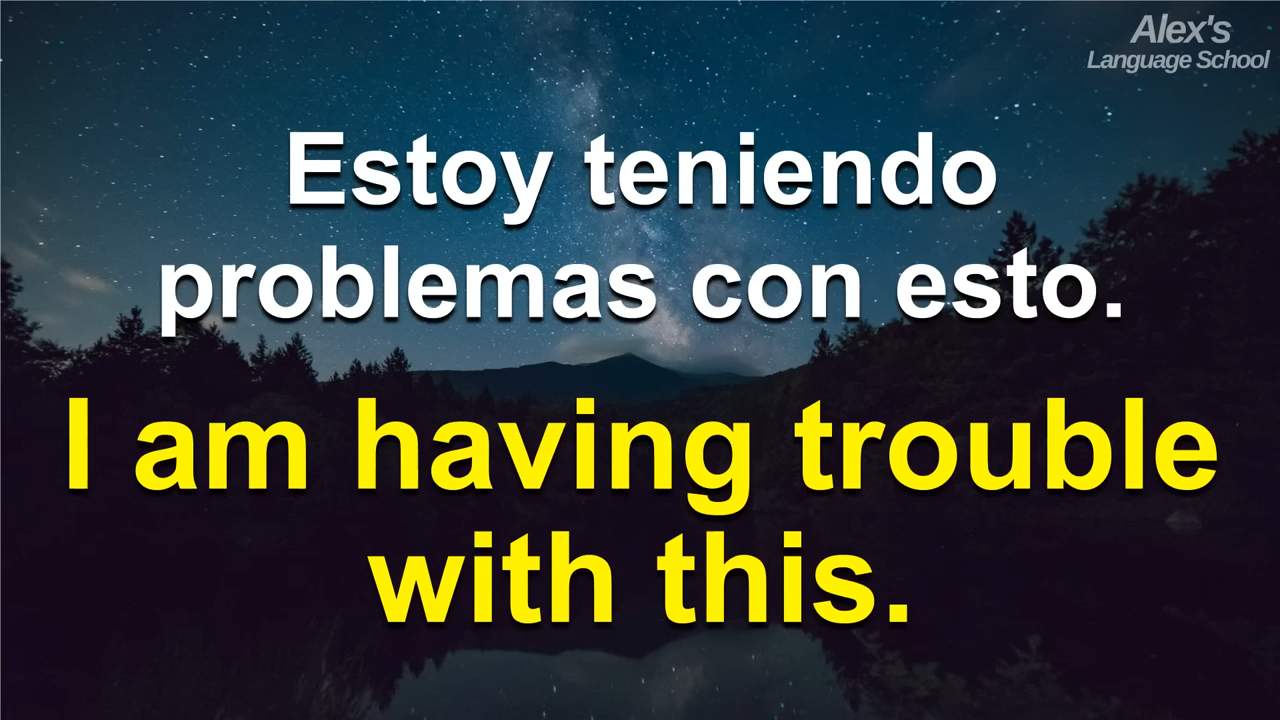 Alex's
Language School
Estoy teniendo
problemas con esto.
I am having trouble
with this.